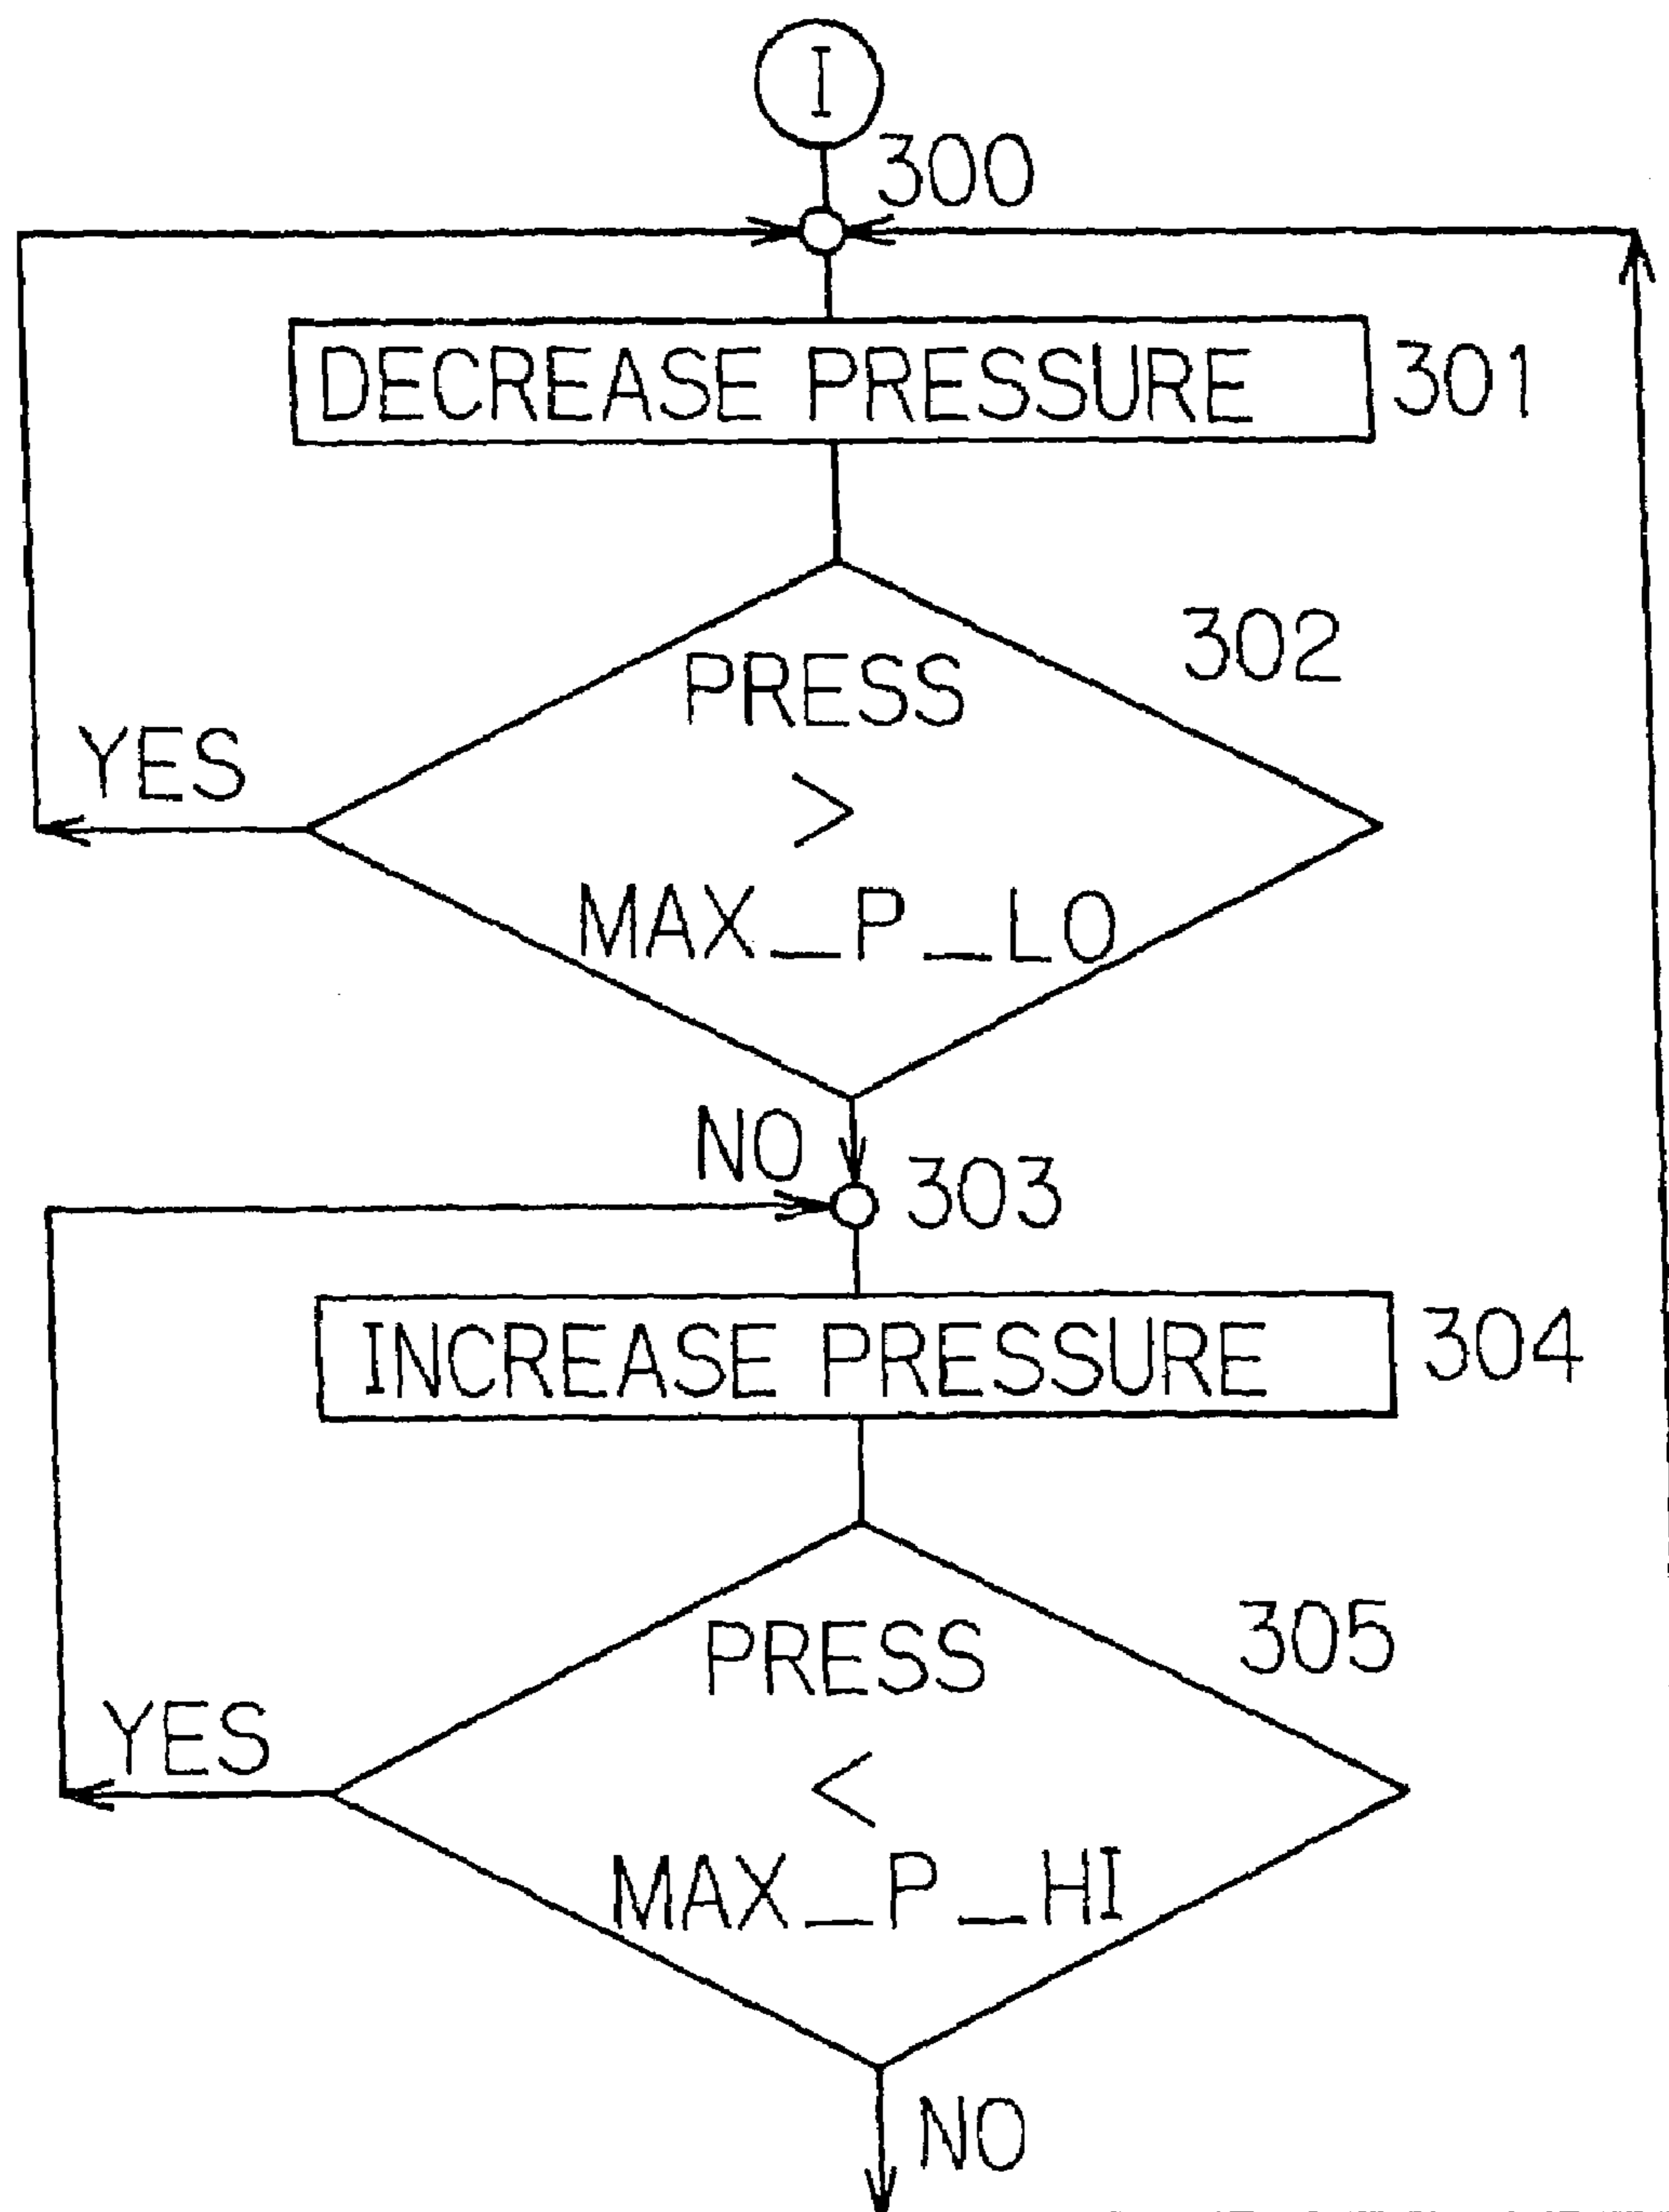 I
300
DECREASE PRESSURE 301
302
PRESS
>
MAX_P_LO
YES
NO
303
INCREASE PRESSURE 304
305
PRESS
<
MAX_P_HI
YES
NO